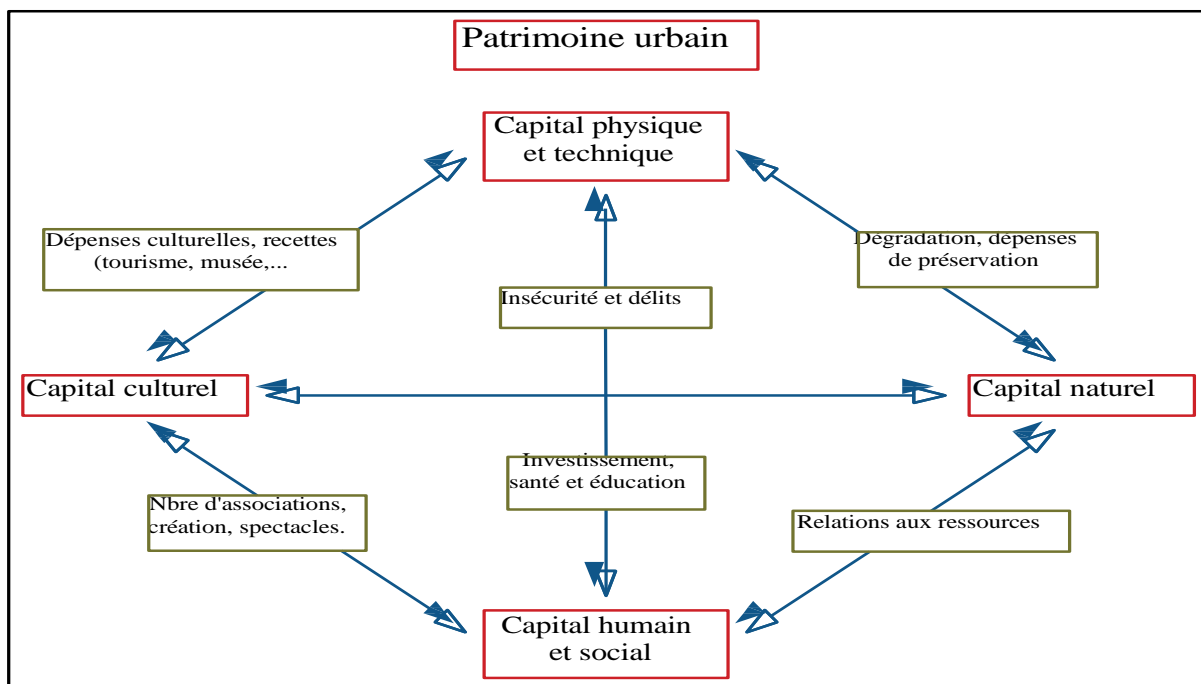 Patrimoine urbain
Capital physique
et technique
Dépenses culturelles, recettes
(tourisme, musée,...
Dégradation, dépenses
de préservation
Insécurité et délits
Capital culturel
Capital naturel
Investissement,
santé et éducation
Nbre d'associations,
création, spectacles.
Relations aux ressources
Capital humain
et social